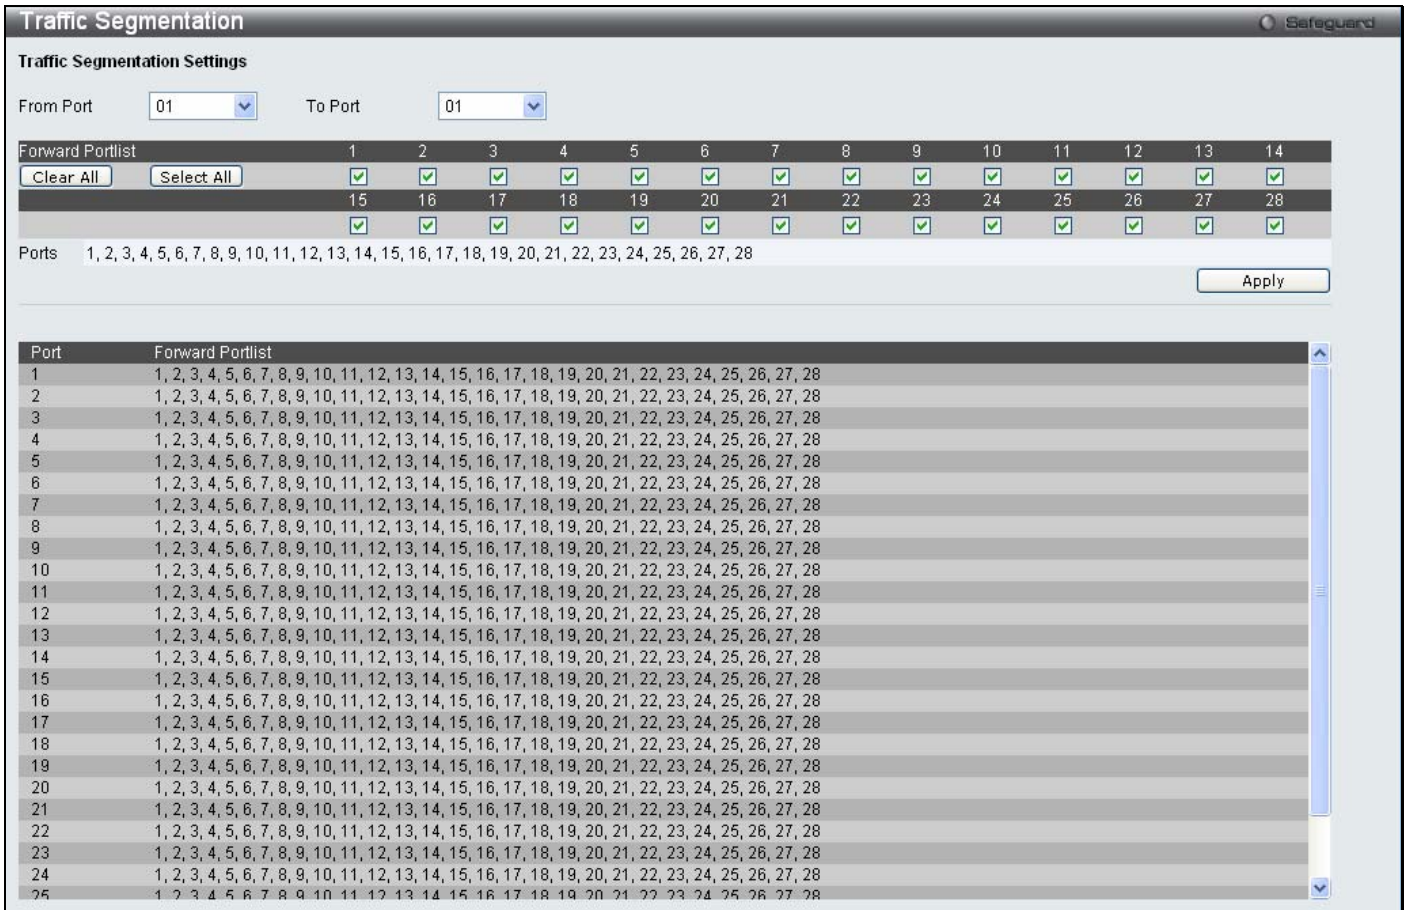 Traffic Segmentation Safeguard
Traffic Segmentation Settings
From Port 01 To Port 01
Forward Portlist 1 2 3 4 5 6 7 8 9 10 11 12 13 14
Clear All Select All
15 16 17 18 19 20 21 22 23 24 25 26 27 28
Ports 1, 2, 3, 4, 5, 6, 7, 8, 9, 10, 11, 12, 13, 14, 15, 16, 17, 18, 19, 20, 21, 22, 23, 24, 25, 26, 27, 28
Apply
Port Forward Portlist
1 1, 2, 3, 4, 5, 6, 7, 8, 9, 10, 11, 12, 13, 14, 15, 16, 17, 18, 19, 20, 21, 22, 23, 24, 25, 26, 27, 28
2 1, 2, 3, 4, 5, 6, 7, 8, 9, 10, 11, 12, 13, 14, 15, 16, 17, 18, 19, 20, 21, 22, 23, 24, 25, 26, 27, 28
3 1, 2, 3, 4, 5, 6, 7, 8, 9, 10, 11, 12, 13, 14, 15, 16, 17, 18, 19, 20, 21, 22, 23, 24, 25, 26, 27, 28
4 1, 2, 3, 4, 5, 6, 7, 8, 9, 10, 11, 12, 13, 14, 15, 16, 17, 18, 19, 20, 21, 22, 23, 24, 25, 26, 27, 28
5 1, 2, 3, 4, 5, 6, 7, 8, 9, 10, 11, 12, 13, 14, 15, 16, 17, 18, 19, 20, 21, 22, 23, 24, 25, 26, 27, 28
6 1, 2, 3, 4, 5, 6, 7, 8, 9, 10, 11, 12, 13, 14, 15, 16, 17, 18, 19, 20, 21, 22, 23, 24, 25, 26, 27, 28
7 1, 2, 3, 4, 5, 6, 7, 8, 9, 10, 11, 12, 13, 14, 15, 16, 17, 18, 19, 20, 21, 22, 23, 24, 25, 26, 27, 28
8 1, 2, 3, 4, 5, 6, 7, 8, 9, 10, 11, 12, 13, 14, 15, 16, 17, 18, 19, 20, 21, 22, 23, 24, 25, 26, 27, 28
9 1, 2, 3, 4, 5, 6, 7, 8, 9, 10, 11, 12, 13, 14, 15, 16, 17, 18, 19, 20, 21, 22, 23, 24, 25, 26, 27, 28
10 1, 2, 3, 4, 5, 6, 7, 8, 9, 10, 11, 12, 13, 14, 15, 16, 17, 18, 19, 20, 21, 22, 23, 24, 25, 26, 27, 28
11 1, 2, 3, 4, 5, 6, 7, 8, 9, 10, 11, 12, 13, 14, 15, 16, 17, 18, 19, 20, 21, 22, 23, 24, 25, 26, 27, 28
12 1, 2, 3, 4, 5, 6, 7, 8, 9, 10, 11, 12, 13, 14, 15, 16, 17, 18, 19, 20, 21, 22, 23, 24, 25, 26, 27, 28
13 1, 2, 3, 4, 5, 6, 7, 8, 9, 10, 11, 12, 13, 14, 15, 16, 17, 18, 19, 20, 21, 22, 23, 24, 25, 26, 27, 28
14 1, 2, 3, 4, 5, 6, 7, 8, 9, 10, 11, 12, 13, 14, 15, 16, 17, 18, 19, 20, 21, 22, 23, 24, 25, 26, 27, 28
15 1, 2, 3, 4, 5, 6, 7, 8, 9, 10, 11, 12, 13, 14, 15, 16, 17, 18, 19, 20, 21, 22, 23, 24, 25, 26, 27, 28
16 1, 2, 3, 4, 5, 6, 7, 8, 9, 10, 11, 12, 13, 14, 15, 16, 17, 18, 19, 20, 21, 22, 23, 24, 25, 26, 27, 28
17 1, 2, 3, 4, 5, 6, 7, 8, 9, 10, 11, 12, 13, 14, 15, 16, 17, 18, 19, 20, 21, 22, 23, 24, 25, 26, 27, 28
18 1, 2, 3, 4, 5, 6, 7, 8, 9, 10, 11, 12, 13, 14, 15, 16, 17, 18, 19, 20, 21, 22, 23, 24, 25, 26, 27, 28
19 1, 2, 3, 4, 5, 6, 7, 8, 9, 10, 11, 12, 13, 14, 15, 16, 17, 18, 19, 20, 21, 22, 23, 24, 25, 26, 27, 28
20 1, 2, 3, 4, 5, 6, 7, 8, 9, 10, 11, 12, 13, 14, 15, 16, 17, 18, 19, 20, 21, 22, 23, 24, 25, 26, 27, 28
21 1, 2, 3, 4, 5, 6, 7, 8, 9, 10, 11, 12, 13, 14, 15, 16, 17, 18, 19, 20, 21, 22, 23, 24, 25, 26, 27, 28
22 1, 2, 3, 4, 5, 6, 7, 8, 9, 10, 11, 12, 13, 14, 15, 16, 17, 18, 19, 20, 21, 22, 23, 24, 25, 26, 27, 28
23 1, 2, 3, 4, 5, 6, 7, 8, 9, 10, 11, 12, 13, 14, 15, 16, 17, 18, 19, 20, 21, 22, 23, 24, 25, 26, 27, 28
24 1, 2, 3, 4, 5, 6, 7, 8, 9, 10, 11, 12, 13, 14, 15, 16, 17, 18, 19, 20, 21, 22, 23, 24, 25, 26, 27, 28
25 1, 2, 3, 4, 5, 6, 7, 8, 9, 10, 11, 12, 13, 14, 15, 16, 17, 18, 19, 20, 21, 22, 23, 24, 25, 26, 27, 28